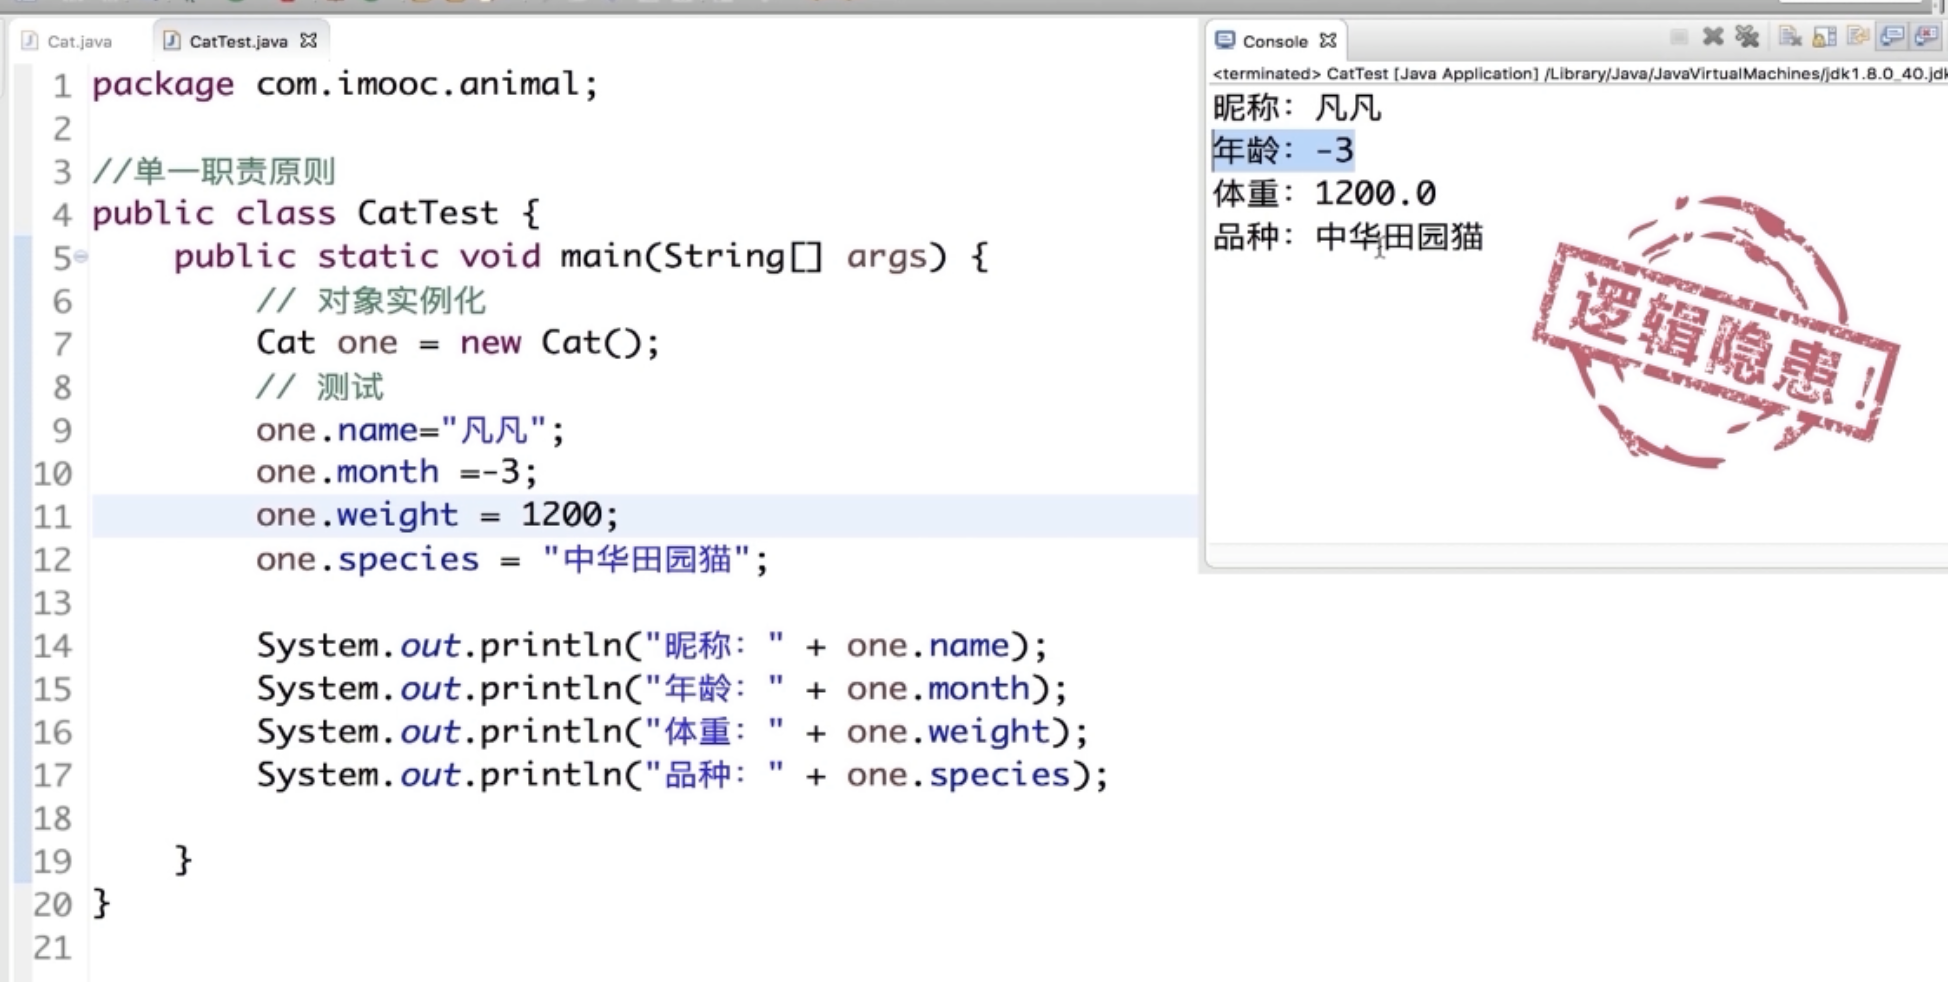 Cat.java
CatTest.java
1 package com.imooc.animal;
2
3 //单一职责原则
4 public class CatTest {
5 public static void main(String[] args) {
6 // 对象实例化
7 Cat one = new Cat();
8 // 测试
9 one.name="凡凡";
10 one.month =-3;
11 one.weight = 1200;
12 one.species = "中华田园猫";
13
14 System.out.println("昵称：" + one.name);
15 System.out.println("年龄：" + one.month);
16 System.out.println("体重：" + one.weight);
17 System.out.println("品种：" + one.species);
18
19 }
20 }
21
Console
<terminated> CatTest [Java Application] /Library/Java/JavaVirtualMachines/jdk1.8.0_40.jdk
昵称：凡凡
年龄：-3
体重：1200.0
品种：中华田园猫
逻辑隐患！